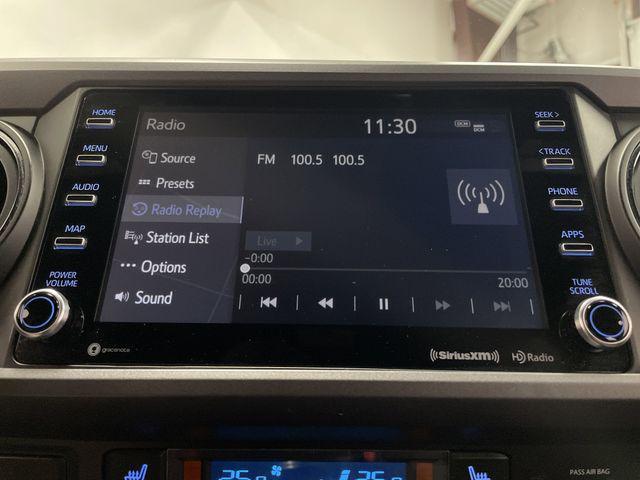 HOME
MENU
AUDIO
MAP
POWER
VOLUME
Radio
11:30
DCM
DCM
Source
Presets
Radio Replay
Station List
Options
Sound
FM 100.5 100.5
Live
-0:00
00:00
20:00
SEEK >
< TRACK
PHONE
APPS
TUNE
SCROLL
gracenote
((SiriusXM))
HD Radio
PASS AIR BAG